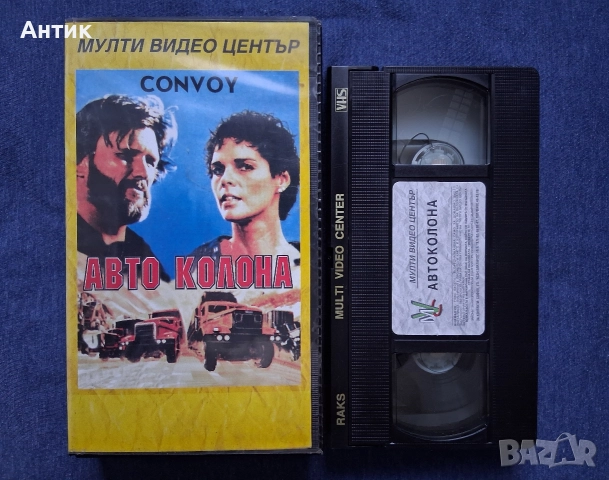 Антик
МУЛТИ ВИДЕО ЦЕНТЪР
CONVOY
АВТО КОЛОНА
VHS
MULTI VIDEO CENTER
RAKS
МУЛТИ ВИДЕО ЦЕНТЪР
АВТОКОЛОНА
BAZAR